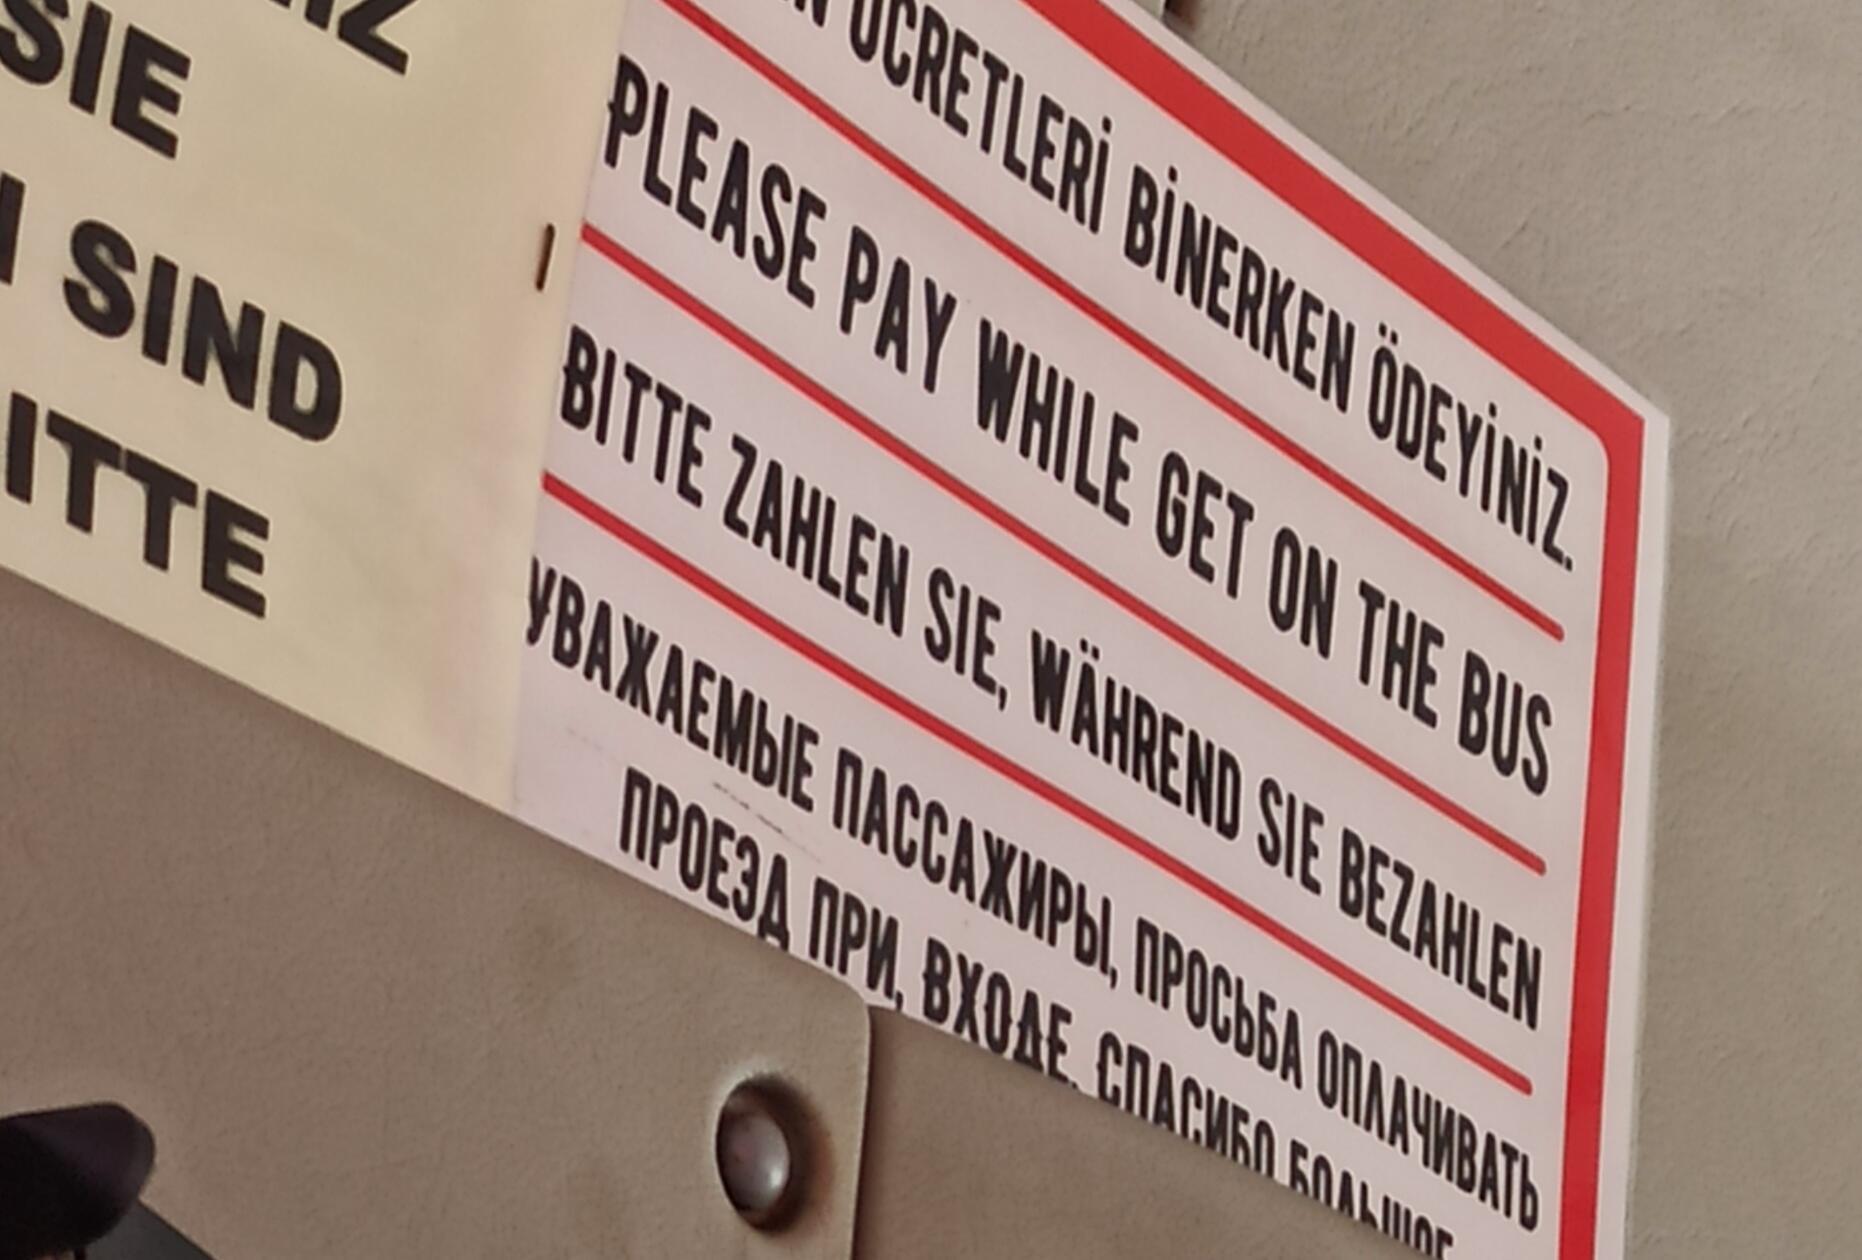 SIE
SIND
ITTE
ÜCRETLERİ BİNERKEN ÖDEYİNİZ.
PLEASE PAY WHILE GET ON THE BUS
BITTE ZAHLEN SIE, WÄHREND SIE BEZAHLEN
УВАЖАЕМЫЕ ПАССАЖИРЫ, ПРОСЬБА ОПЛАЧИВАТЬ
ПРОЕЗД ПРИ, ВХОДЕ. СПАСИБО БОЛЬШОЕ